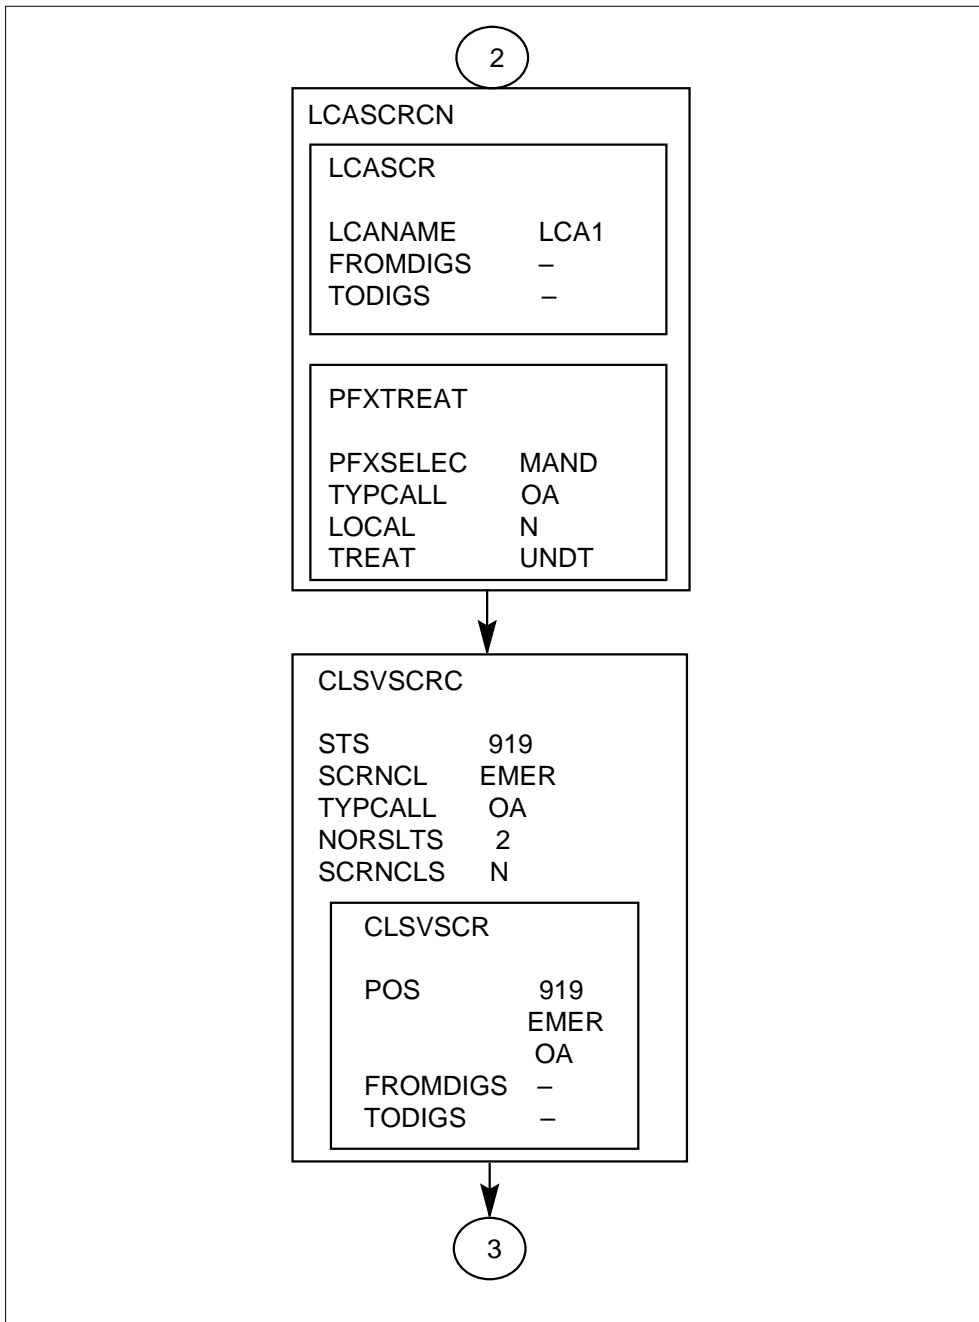 2
LCASCRCN
LCASCR
LCANAME LCA1
FROMDIGS –
TODIGS –
PFXTREAT
PFXSELEC MAND
TYPCALL OA
LOCAL N
TREAT UNDT
CLSVSCRC
STS 919
SCRNCL EMER
TYPCALL OA
NORSLTS 2
SCRNCLS N
CLSVSCR
POS 919
EMER
OA
FROMDIGS –
TODIGS –
3